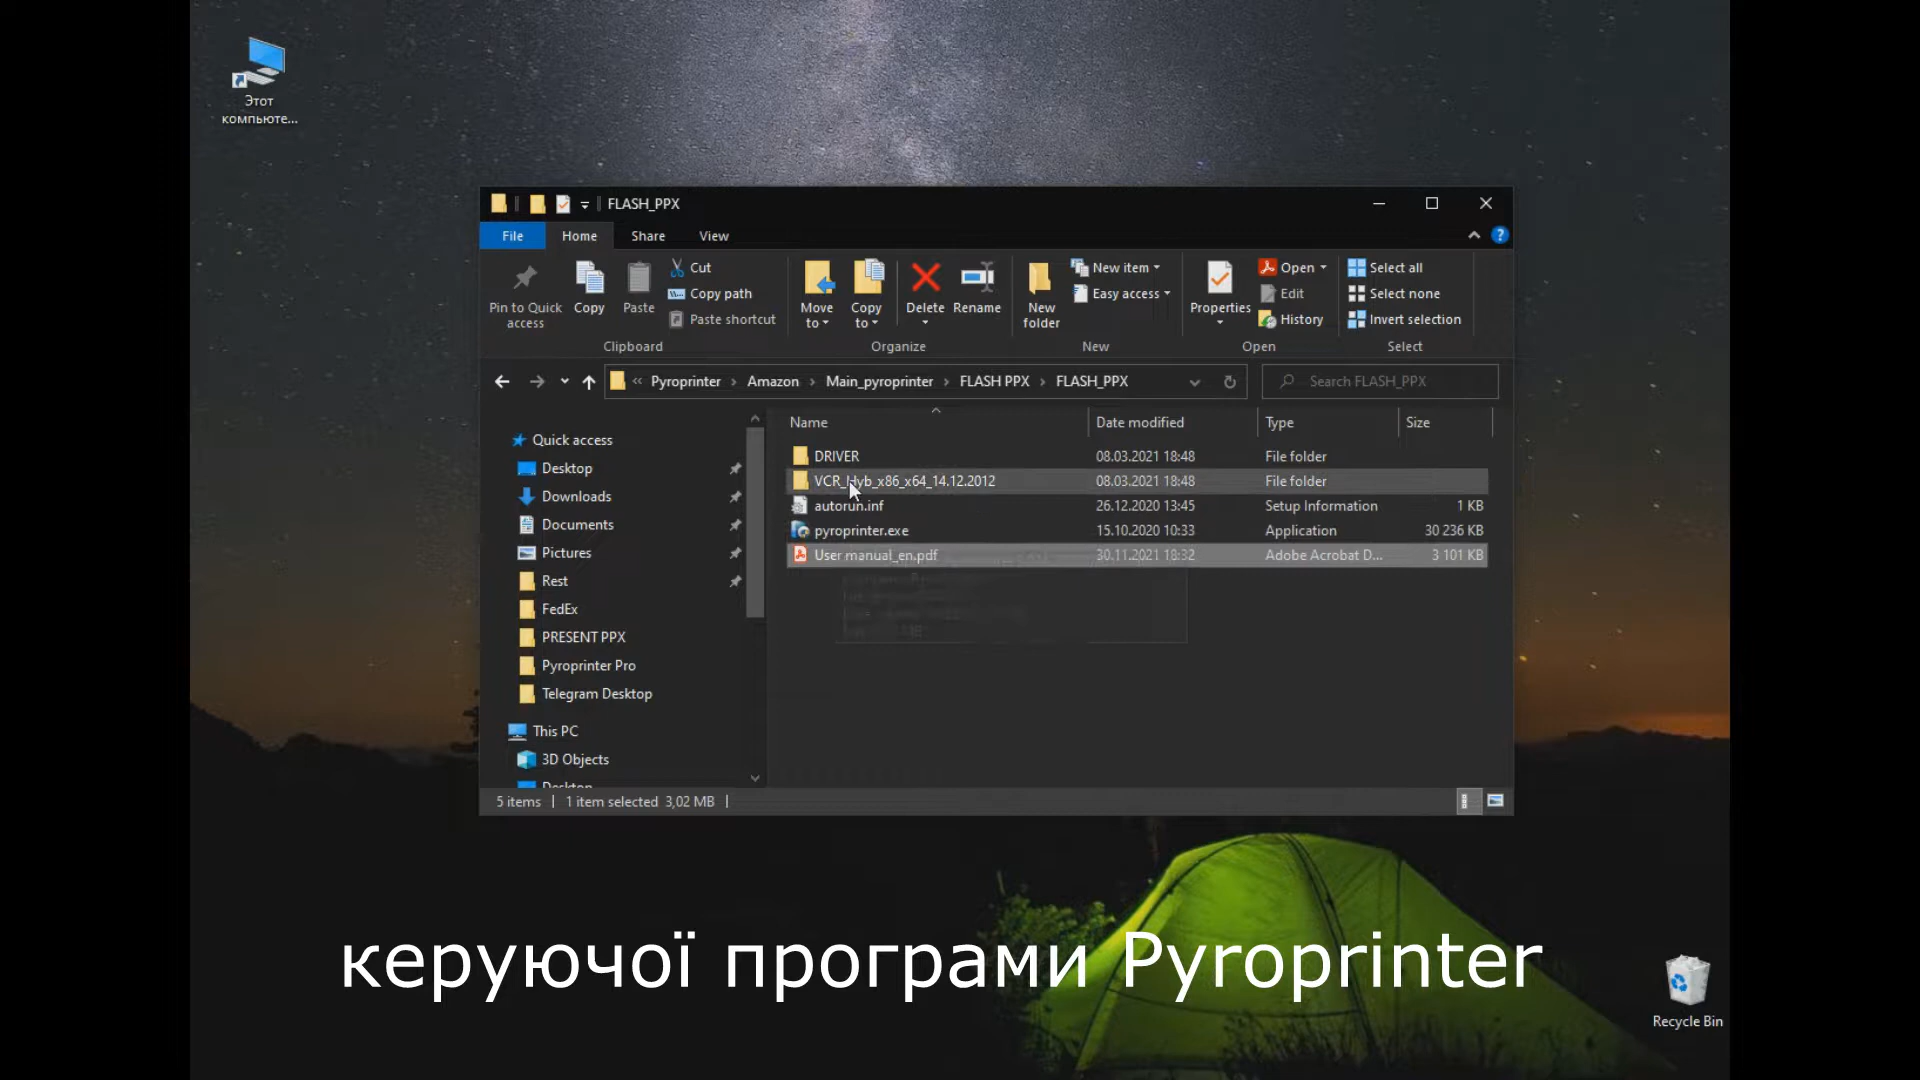 Этот
компьюте...
FLASH_PPX
File Home Share View
Pin to Quick access
Copy
Paste
Cut
Copy path
Paste shortcut
Clipboard
Move to
Copy to
Delete
Rename
Organize
New folder
New item
Easy access
New
Properties
Open
Edit
History
Open
Select all
Select none
Invert selection
Select
« Pyroprinter › Amazon › Main_pyroprinter › FLASH PPX › FLASH_PPX
Search FLASH_PPX
Quick access
Desktop
Downloads
Documents
Pictures
Rest
FedEx
PRESENT PPX
Pyroprinter Pro
Telegram Desktop
This PC
3D Objects
Desktop
Name Date modified Type Size
DRIVER 08.03.2021 18:48 File folder
08.03.2021 18:48 File folder
autorun.inf 26.12.2020 13:45 Setup Information 1 KB
pyroprinter.exe 15.10.2020 10:33 Application 30 236 KB
User manual_en.pdf 30.11.2021 18:32 Adobe Acrobat D... 3 101 KB
5 items | 1 item selected 3,02 MB |
керуючої програми Pyroprinter
Recycle Bin